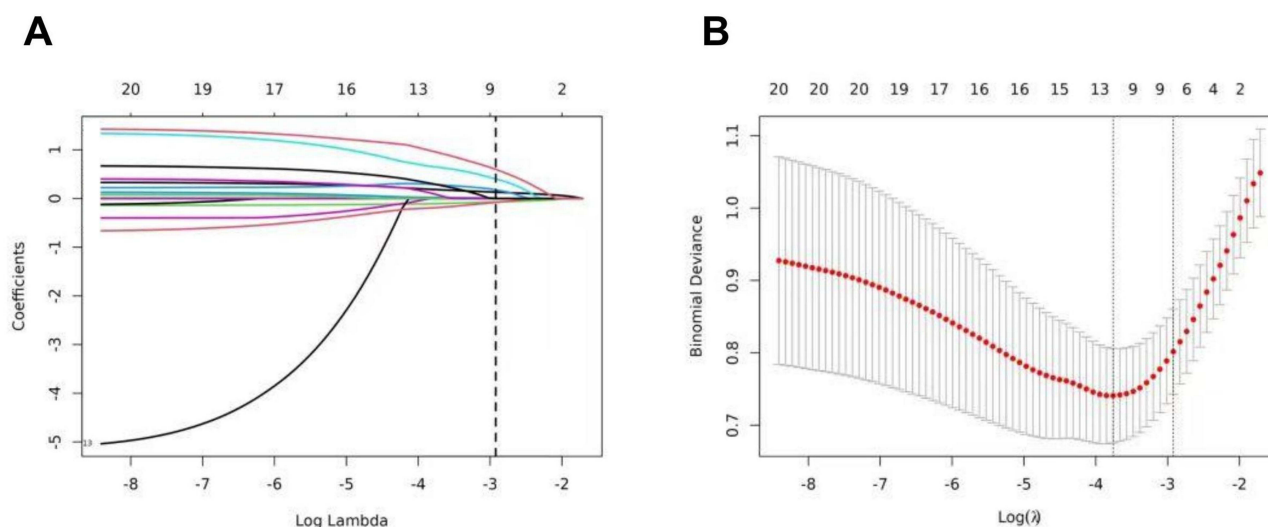 A
20 19 17 16 13 9 2
1
0
-1
-2
-3
-4
-5
Coefficients
13
-8 -7 -6 -5 -4 -3 -2
Log Lambda
B
20 20 20 19 17 16 16 15 13 9 9 6 4 2
1.1
1.0
0.9
0.8
0.7
Binomial Deviance
-8 -7 -6 -5 -4 -3 -2
Log(λ)